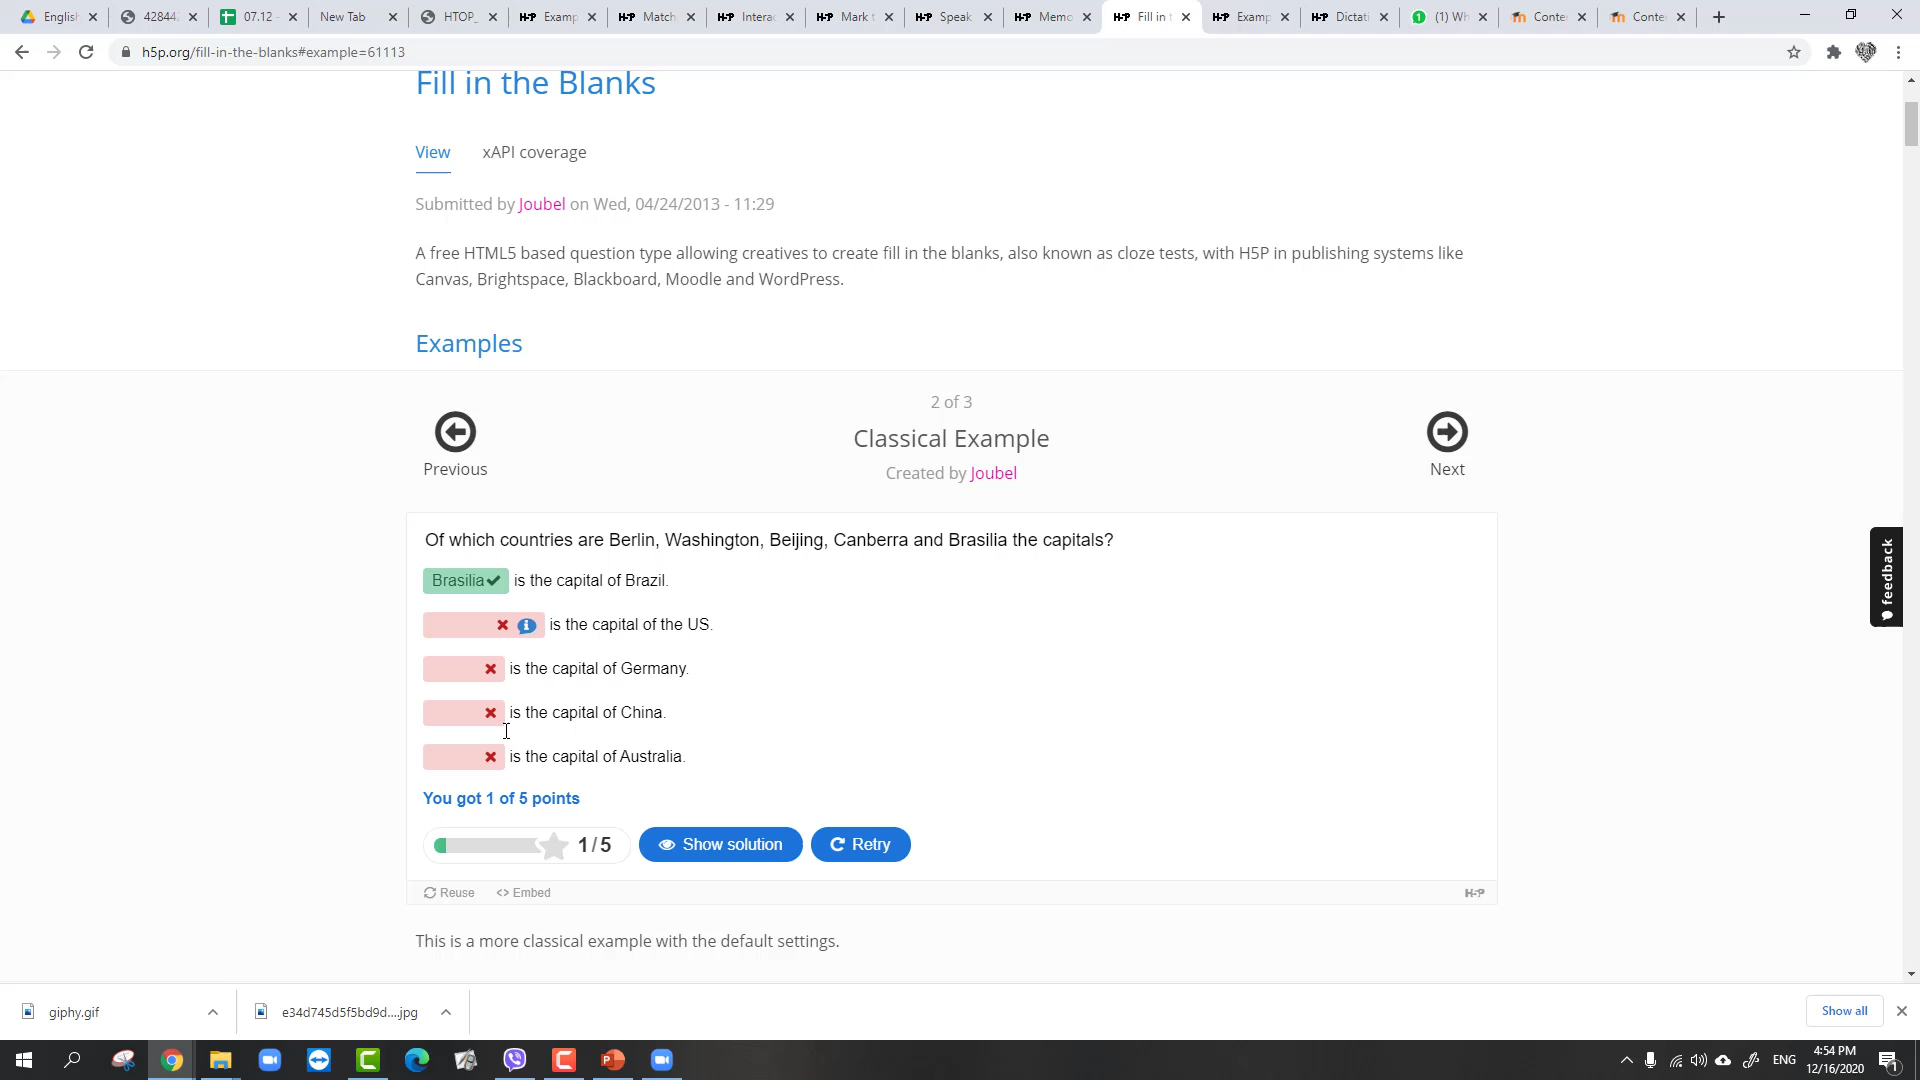 English
42844
07.12 -
New Tab
HTOP_
H-P Examp
H-P Match
H-P Interac
H-P Mark t
H-P Speak
H-P Memo
H-P Fill in t
H-P Examp
H-P Dictati
1 (1) Wh
Conte
Conte
h5p.org/fill-in-the-blanks#example=61113
Fill in the Blanks
View xAPI coverage
Submitted by Joubel on Wed, 04/24/2013 - 11:29
A free HTML5 based question type allowing creatives to create fill in the blanks, also known as cloze tests, with H5P in publishing systems like
Canvas, Brightspace, Blackboard, Moodle and WordPress.
Examples
2 of 3
Previous
Classical Example
Next
Created by Joubel
Of which countries are Berlin, Washington, Beijing, Canberra and Brasilia the capitals?
Brasilia is the capital of Brazil.
is the capital of the US.
is the capital of Germany.
is the capital of China.
is the capital of Australia.
You got 1 of 5 points
1/5 Show solution Retry
Reuse <> Embed H-P
This is a more classical example with the default settings.
feedback
giphy.gif
e34d745d5f5bd9d....jpg
Show all
ENG
4:54 PM
12/16/2020
1